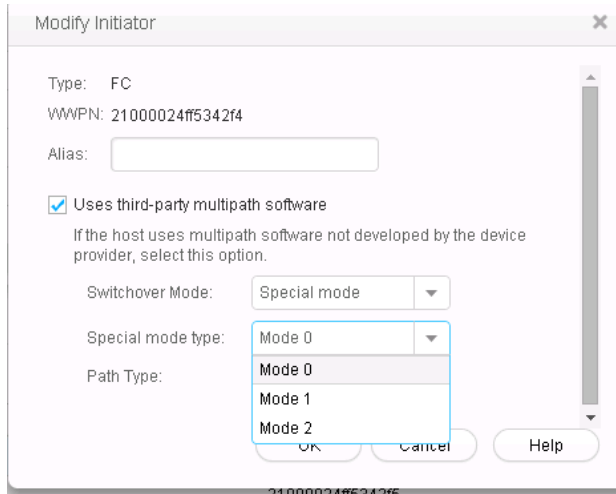 Modify Initiator
Type: FC
WWPN: 21000024ff5342f4
Alias:
Uses third-party multipath software
If the host uses multipath software not developed by the device
provider, select this option.
Switchover Mode: Special mode
Special mode type: Mode 0
Path Type: Mode 0
Mode 1
Mode 2
OK Cancel Help